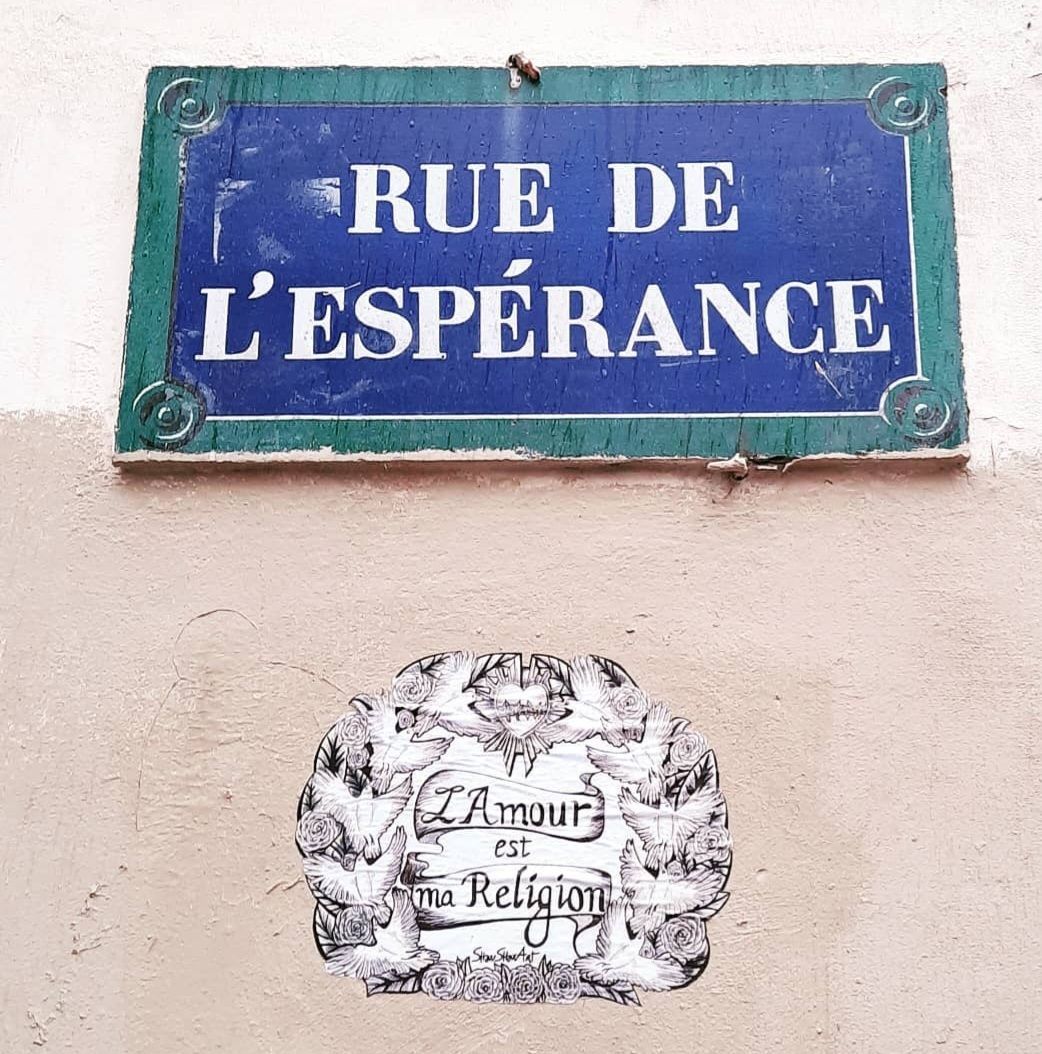 RUE DE
L'ESPÉRANCE
L'Amour
est
ma Religion